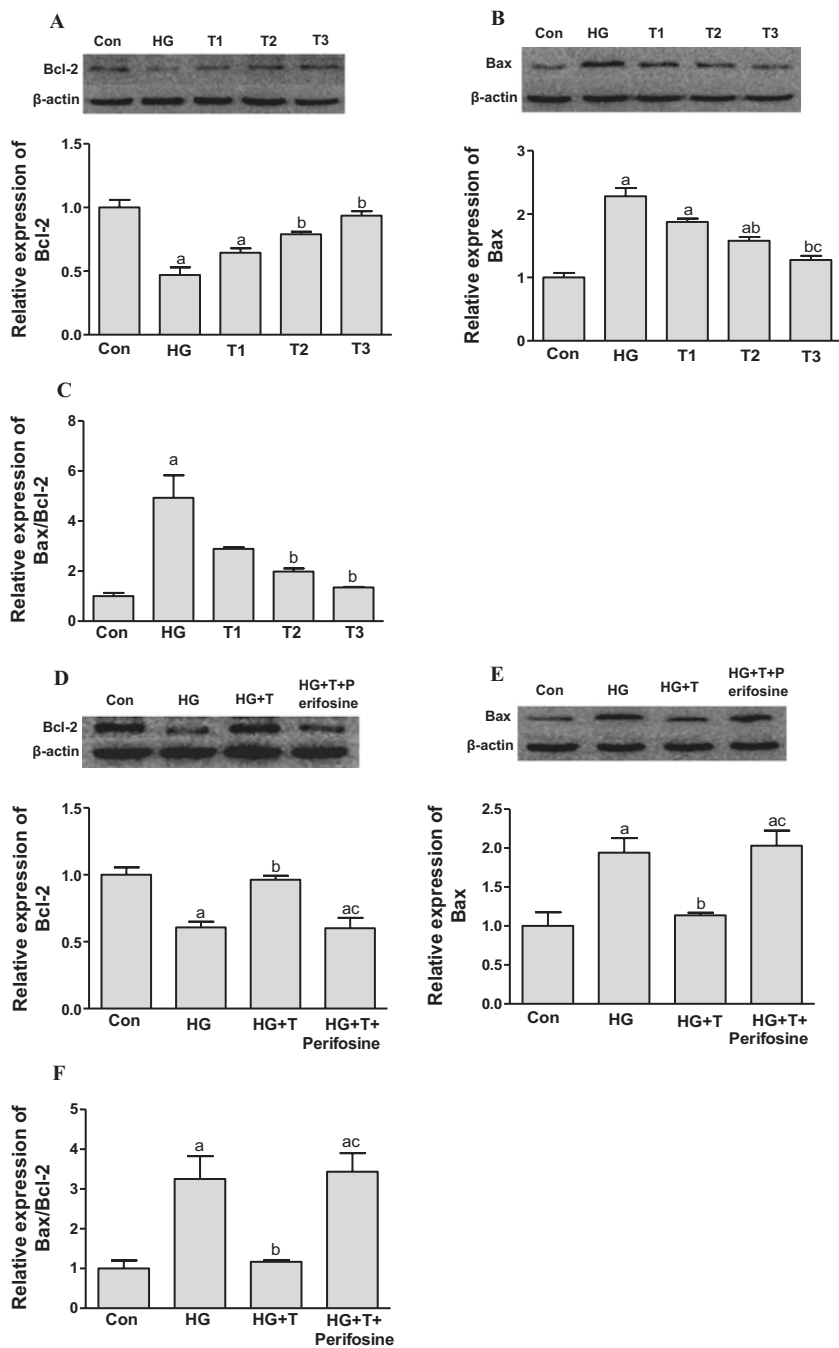 A
Con HG T1 T2 T3
Bcl-2
β-actin
Relative expression of
Bcl-2
1.5
1.0
0.5
0.0
a
a
b
b
Con HG T1 T2 T3
B
Con HG T1 T2 T3
Bax
β-actin
Relative expression of
Bax
3
2
1
0
a
a
ab
bc
Con HG T1 T2 T3
C
Relative expression of
Bax/Bcl-2
8
6
4
2
0
a
b
b
Con HG T1 T2 T3
D
Con HG HG+T HG+T+P
erifosine
Bcl-2
β-actin
Relative expression of
Bcl-2
1.5
1.0
0.5
0.0
a
b
ac
Con HG HG+T HG+T+
Perifosine
E
Con HG HG+T HG+T+P
erifosine
Bax
β-actin
Relative expression of
Bax
2.5
2.0
1.5
1.0
0.5
0.0
a
b
ac
Con HG HG+T HG+T+
Perifosine
F
Relative expression of
Bax/Bcl-2
5
4
3
2
1
0
a
b
ac
Con HG HG+T HG+T+
Perifosine